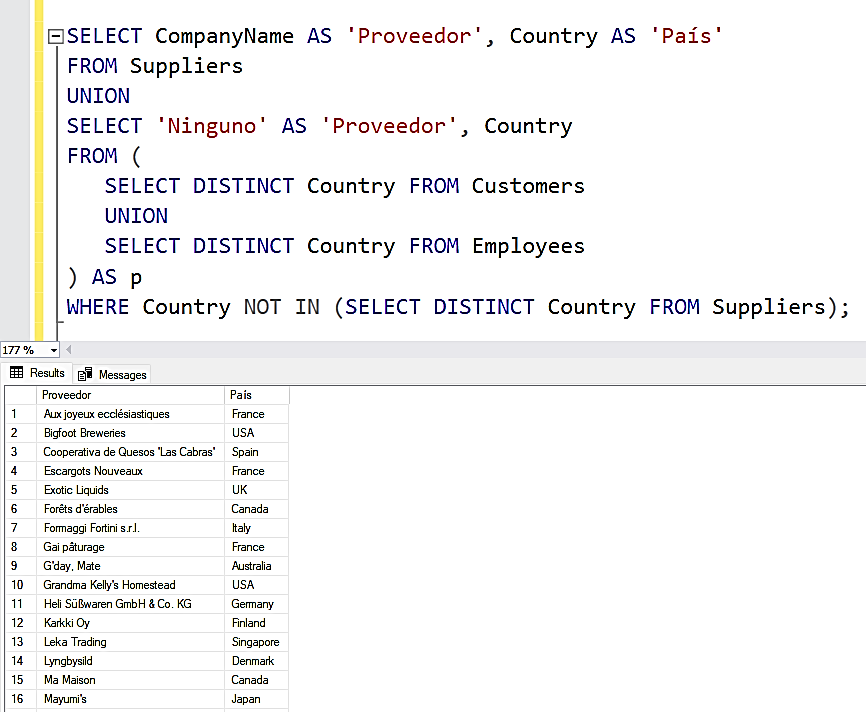 SELECT CompanyName AS 'Proveedor', Country AS 'País'
FROM Suppliers
UNION
SELECT 'Ninguno' AS 'Proveedor', Country
FROM (
SELECT DISTINCT Country FROM Customers
UNION
SELECT DISTINCT Country FROM Employees
) AS p
WHERE Country NOT IN (SELECT DISTINCT Country FROM Suppliers);
177 %
Results Messages
Proveedor País
1 Aux joyeux ecclésiastiques France
2 Bigfoot Breweries USA
3 Cooperativa de Quesos 'Las Cabras' Spain
4 Escargots Nouveaux France
5 Exotic Liquids UK
6 Forêts d'érables Canada
7 Formaggi Fortini s.r.l. Italy
8 Gai pâturage France
9 G'day, Mate Australia
10 Grandma Kelly's Homestead USA
11 Heli Süßwaren GmbH & Co. KG Germany
12 Karkki Oy Finland
13 Leka Trading Singapore
14 Lyngbysild Denmark
15 Ma Maison Canada
16 Mayumi's Japan